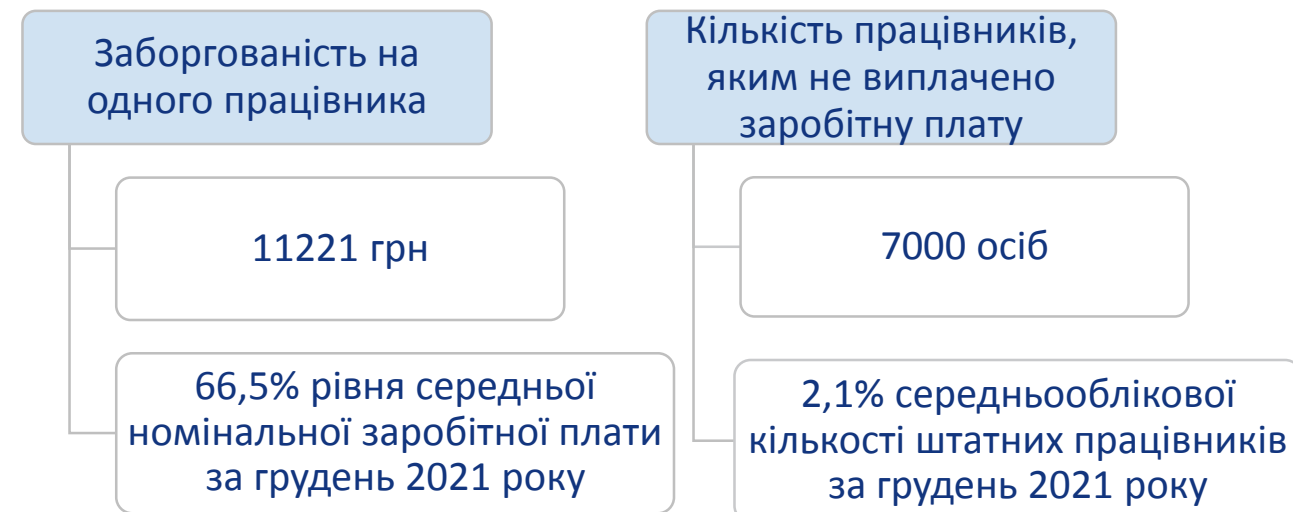 Заборгованість на
одного працівника
11221 грн
66,5% рівня середньої
номінальної заробітної плати
за грудень 2021 року
Кількість працівників,
яким не виплачено
заробітну плату
7000 осіб
2,1% середньооблікової
кількості штатних працівників
за грудень 2021 року